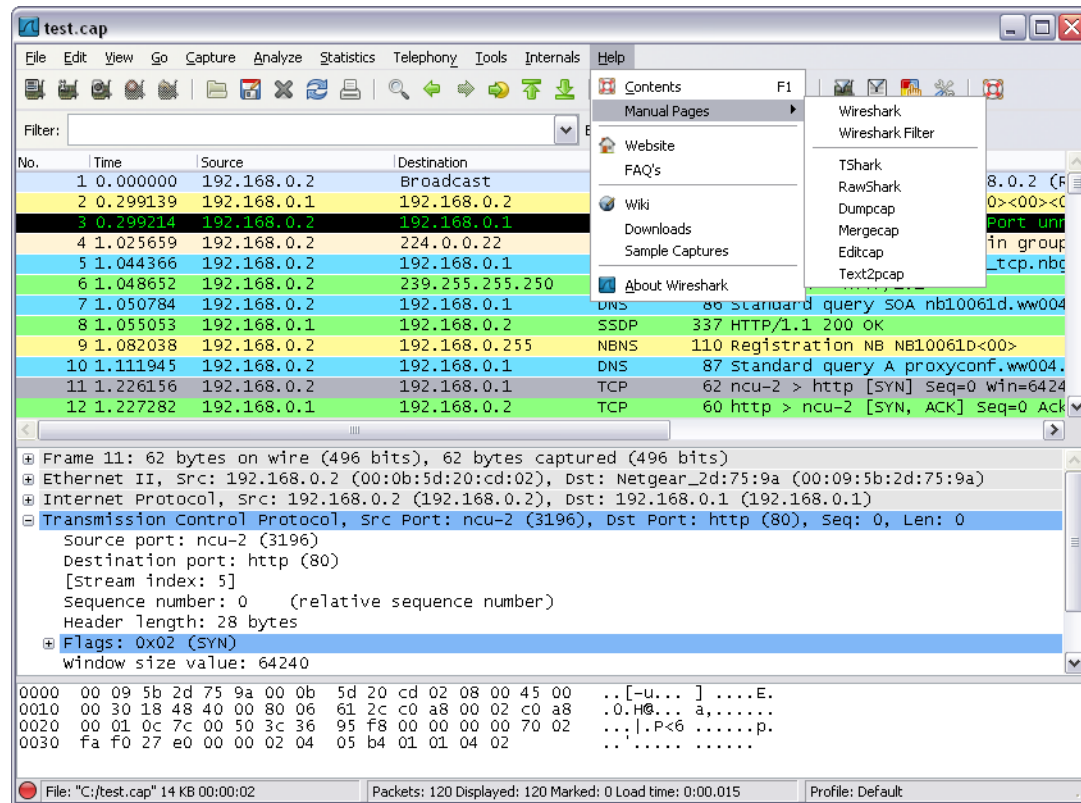 test.cap
File Edit View Go Capture Analyze Statistics Telephony Tools Internals Help
Contents F1
Manual Pages
Website
FAQ's
Wiki
Downloads
Sample Captures
About Wireshark
Wireshark
Wireshark Filter
TShark
RawShark
Dumpcap
Mergecap
Editcap
Text2pcap
Filter:
No. Time Source Destination
1 0.000000 192.168.0.2 Broadcast 8.0.2 (R
2 0.299139 192.168.0.1 192.168.0.2 0><00><0
3 0.299214 192.168.0.2 192.168.0.1 Port unr
4 1.025659 192.168.0.2 224.0.0.22 in group
5 1.044366 192.168.0.2 192.168.0.1 _tcp.nbg
6 1.048652 192.168.0.2 239.255.255.250
7 1.050784 192.168.0.2 192.168.0.1 DNS 86 Standard query SOA nb10061d.ww004
8 1.055053 192.168.0.1 192.168.0.2 SSDP 337 HTTP/1.1 200 OK
9 1.082038 192.168.0.2 192.168.0.255 NBNS 110 Registration NB NB10061D<00>
10 1.111945 192.168.0.2 192.168.0.1 DNS 87 Standard query A proxyconf.ww004.
11 1.226156 192.168.0.2 192.168.0.1 TCP 62 ncu-2 > http [SYN] Seq=0 Win=6424
12 1.227282 192.168.0.1 192.168.0.2 TCP 60 http > ncu-2 [SYN, ACK] Seq=0 Ack
Frame 11: 62 bytes on wire (496 bits), 62 bytes captured (496 bits)
Ethernet II, Src: 192.168.0.2 (00:0b:5d:20:cd:02), Dst: Netgear_2d:75:9a (00:09:5b:2d:75:9a)
Internet Protocol, Src: 192.168.0.2 (192.168.0.2), Dst: 192.168.0.1 (192.168.0.1)
Transmission Control Protocol, Src Port: ncu-2 (3196), Dst Port: http (80), Seq: 0, Len: 0
Source port: ncu-2 (3196)
Destination port: http (80)
[Stream index: 5]
Sequence number: 0 (relative sequence number)
Header length: 28 bytes
Flags: 0x02 (SYN)
Window size value: 64240
0000 00 09 5b 2d 75 9a 00 0b 5d 20 cd 02 08 00 45 00 ..[-u... ] ....E.
0010 00 30 18 48 40 00 80 06 61 2c c0 a8 00 02 c0 a8 .0.H@... a,......
0020 00 01 0c 7c 00 50 3c 36 95 f8 00 00 00 00 70 02 ...|.P<6 ......p.
0030 fa f0 27 e0 00 00 02 04 05 b4 01 01 04 02 ..'..... ......
File: "C:/test.cap" 14 KB 00:00:02 Packets: 120 Displayed: 120 Marked: 0 Load time: 0:00.015 Profile: Default